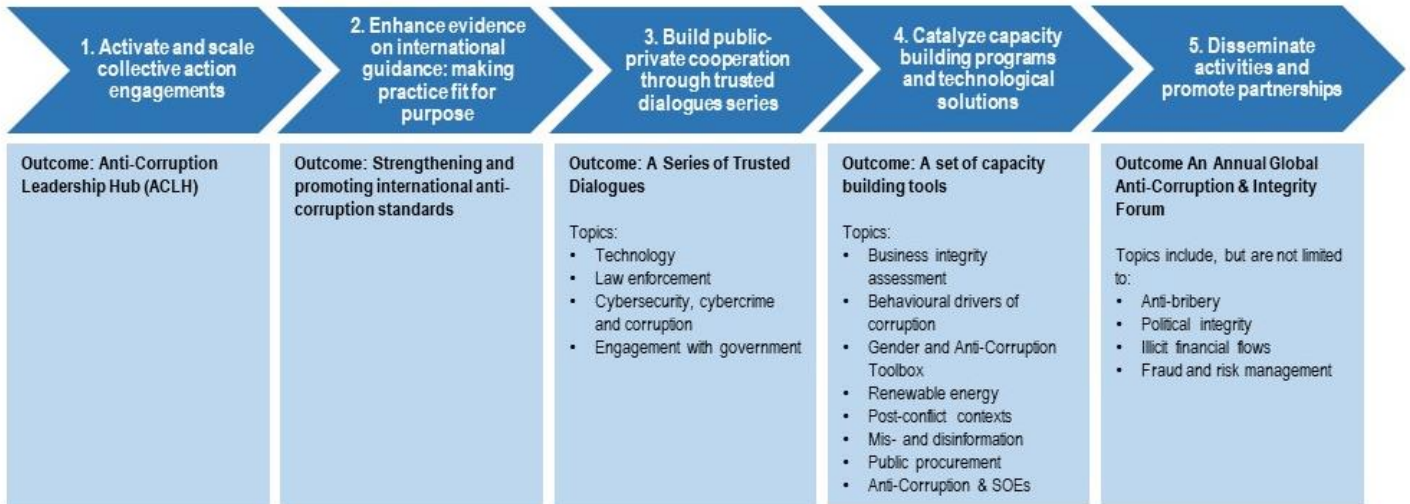 1. Activate and scale
collective action
engagements
2. Enhance evidence
on international
guidance: making
practice fit for
purpose
3. Build public-
private cooperation
through trusted
dialogues series
4. Catalyze capacity
building programs
and technological
solutions
5. Disseminate
activities and
promote partnerships
Outcome: Anti-Corruption
Leadership Hub (ACLH)
Outcome: Strengthening and
promoting international anti-
corruption standards
Outcome: A Series of Trusted
Dialogues
Topics:
• Technology
• Law enforcement
• Cybersecurity, cybercrime
and corruption
• Engagement with government
Outcome: A set of capacity
building tools
Topics:
• Business integrity
assessment
• Behavioural drivers of
corruption
• Gender and Anti-Corruption
Toolbox
• Renewable energy
• Post-conflict contexts
• Mis- and disinformation
• Public procurement
• Anti-Corruption & SOEs
Outcome An Annual Global
Anti-Corruption & Integrity
Forum
Topics include, but are not limited
to:
• Anti-bribery
• Political integrity
• Illicit financial flows
• Fraud and risk management